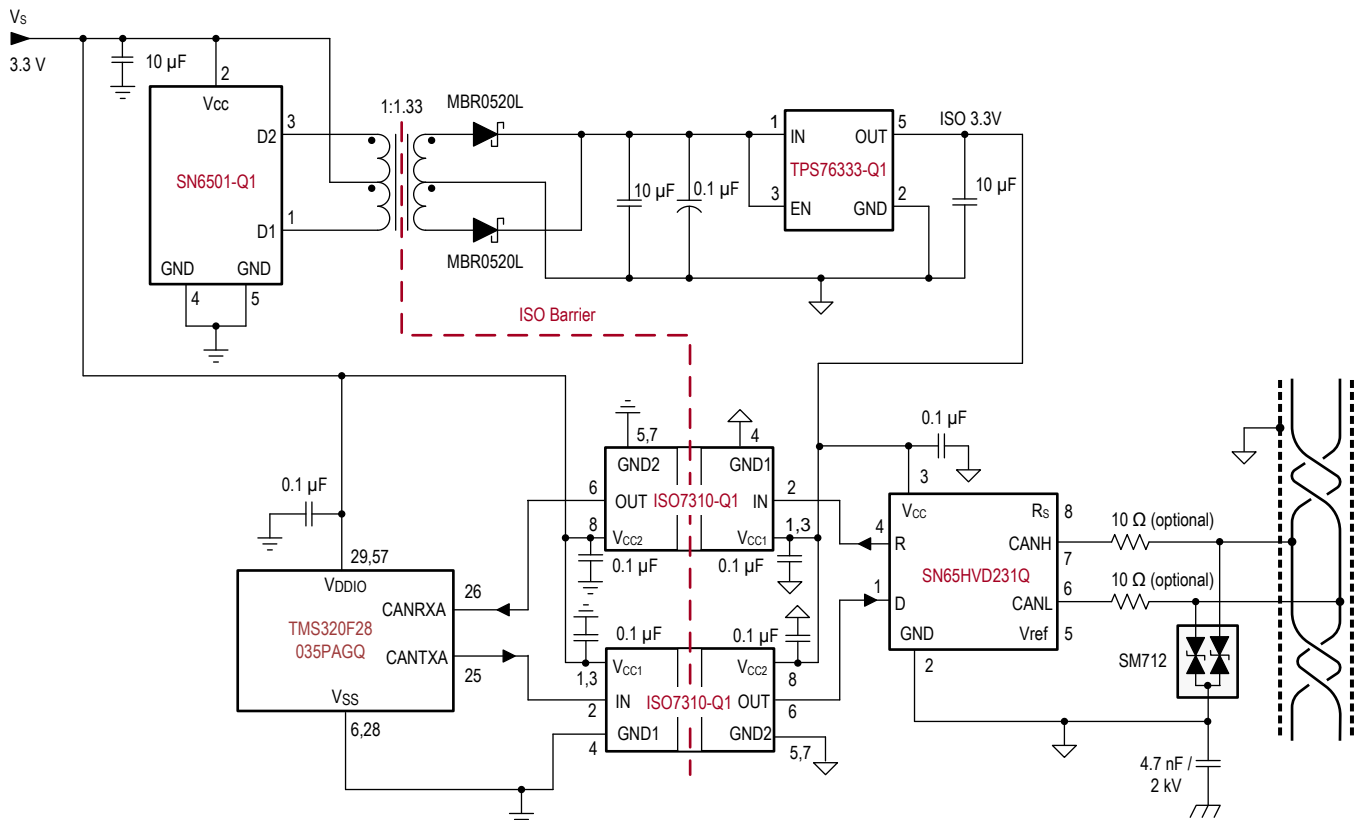 VS
3.3 V
10 µF
2
Vcc
D2
3
SN6501-Q1
D1
1
GND
GND
4
5
1:1.33
MBR0520L
MBR0520L
10 µF
0.1 µF
1
IN
OUT
5
TPS76333-Q1
3
EN
GND
2
ISO 3.3V
10 µF
ISO Barrier
5,7
GND2
4
GND1
6
OUT
ISO7310-Q1
IN
2
8
VCC2
VCC1
1,3
0.1 µF
0.1 µF
0.1 µF
29,57
VDDIO
26
CANRXA
TMS320F28
035PAGQ
CANTXA
25
VSS
6,28
0.1 µF
0.1 µF
VCC1
1,3
VCC2
8
IN
2
ISO7310-Q1
OUT
6
GND1
4
GND2
5,7
0.1 µF
3
VCC
RS
8
4
R
CANH
7
SN65HVD231Q
1
D
CANL
6
GND
2
Vref
5
10 Ω (optional)
10 Ω (optional)
SM712
4.7 nF /
2 kV